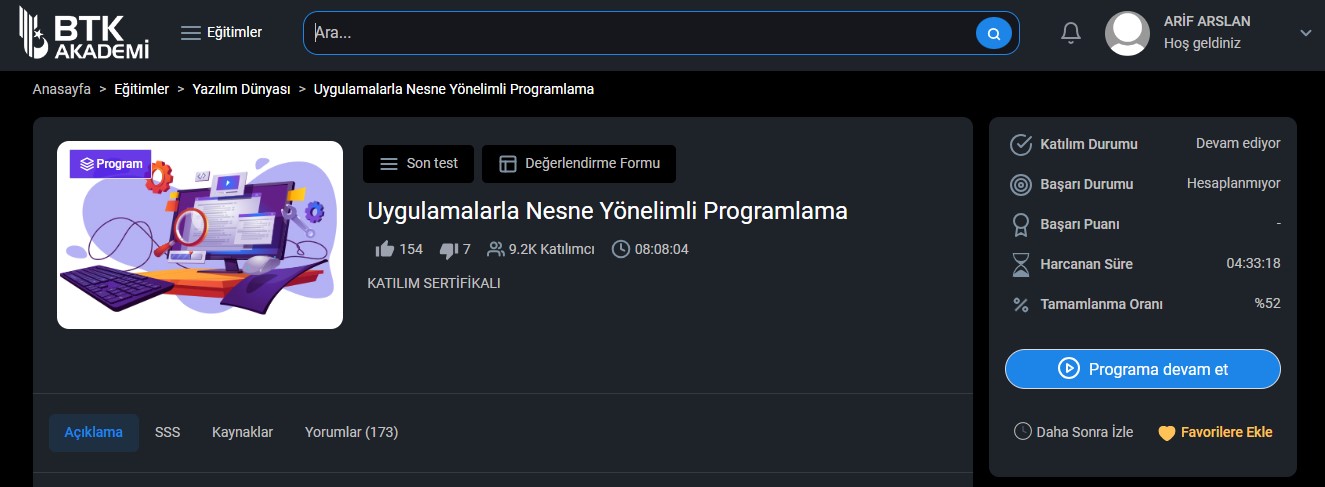 BTK
AKADEMİ
Eğitimler
Ara...
ARİF ARSLAN
Hoş geldiniz
Anasayfa > Eğitimler > Yazılım Dünyası > Uygulamalarla Nesne Yönelimli Programlama
Program
Son test
Değerlendirme Formu
Uygulamalarla Nesne Yönelimli Programlama
154 7 9.2K Katılımcı 08:08:04
KATILIM SERTİFİKALI
Açıklama SSS Kaynaklar Yorumlar (173)
Katılım Durumu Devam ediyor
Başarı Durumu Hesaplanmıyor
Başarı Puanı -
Harcanan Süre 04:33:18
Tamamlanma Oranı %52
Programa devam et
Daha Sonra İzle Favorilere Ekle